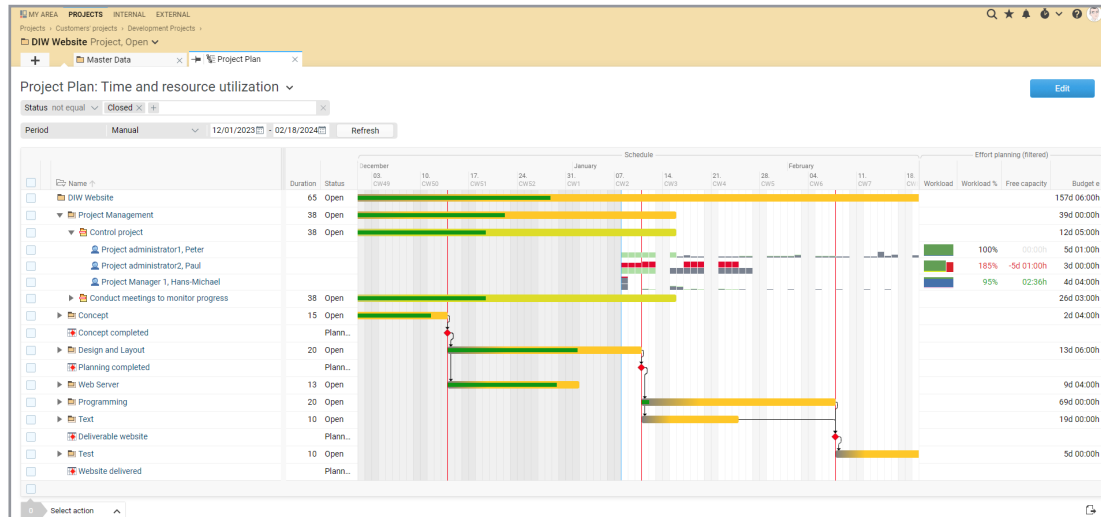 MY AREA PROJECTS INTERNAL EXTERNAL
Projects › Customers' projects › Development Projects ›
DIW Website Project, Open
+ Master Data × Project Plan ×
Project Plan: Time and resource utilization
Edit
Status not equal Closed × + ×
Period Manual 12/01/2023 - 02/18/2024 Refresh
Schedule Effort planning (filtered)
December January February
03. 10. 17. 24. 31. 07. 14. 21. 28. 04. 11. 18.
Name ↑ Duration Status CW49 CW50 CW51 CW52 CW1 CW2 CW3 CW4 CW5 CW6 CW7 Workload Workload % Free capacity Budget e
DIW Website 65 Open 157d 06:00h
Project Management 38 Open 39d 00:00h
Control project 38 Open 12d 05:00h
Project administrator1, Peter 100% 00:00h 5d 01:00h
Project administrator2, Paul 185% -5d 01:00h 3d 00:00h
Project Manager 1, Hans-Michael 95% 02:36h 4d 04:00h
Conduct meetings to monitor progress 38 Open 26d 03:00h
Concept 15 Open 2d 04:00h
Concept completed Plann...
Design and Layout 20 Open 13d 06:00h
Planning completed Plann...
Web Server 13 Open 9d 04:00h
Programming 20 Open 69d 00:00h
Text 10 Open 19d 00:00h
Deliverable website Plann...
Test 10 Open 5d 00:00h
Website delivered Plann...
0 Select action